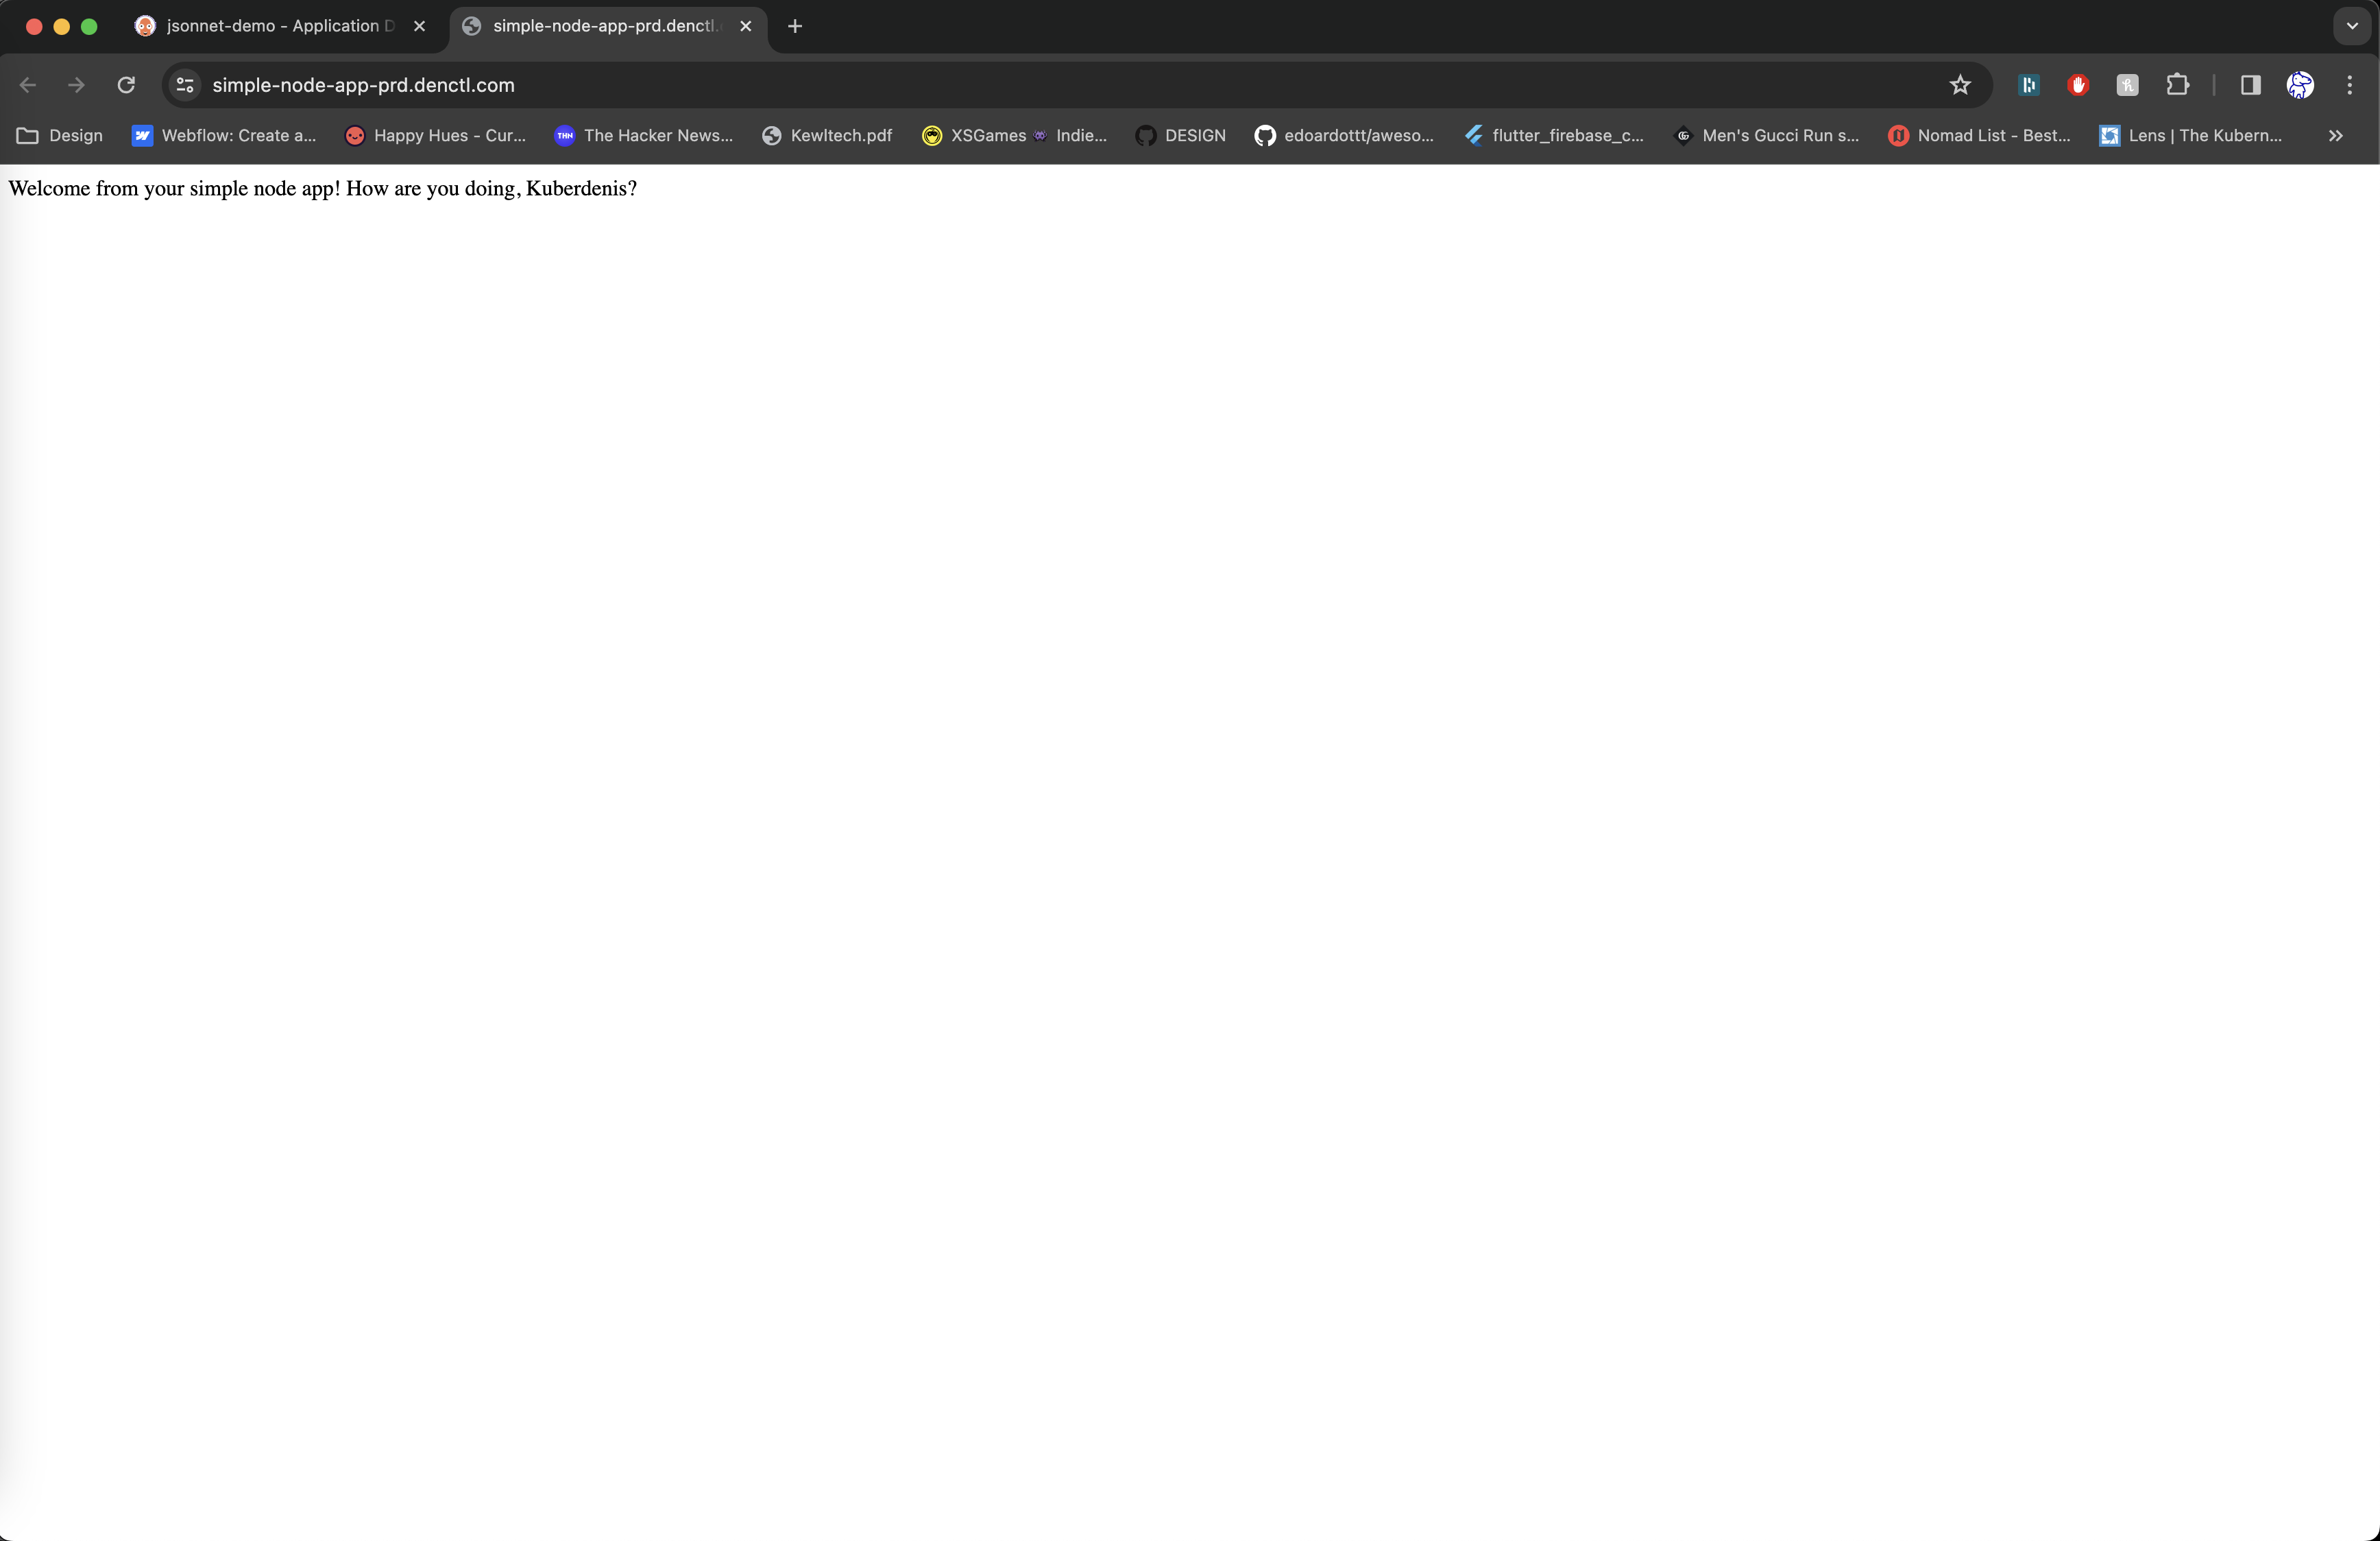 jsonnet-demo - Application D
simple-node-app-prd.denctl.
simple-node-app-prd.denctl.com
Design
Webflow: Create a...
Happy Hues - Cur...
THN
The Hacker News...
Kewltech.pdf
XSGames 👾 Indie...
DESIGN
edoardottt/aweso...
flutter_firebase_c...
Men's Gucci Run s...
Nomad List - Best...
Lens | The Kubern...
Welcome from your simple node app! How are you doing, Kuberdenis?